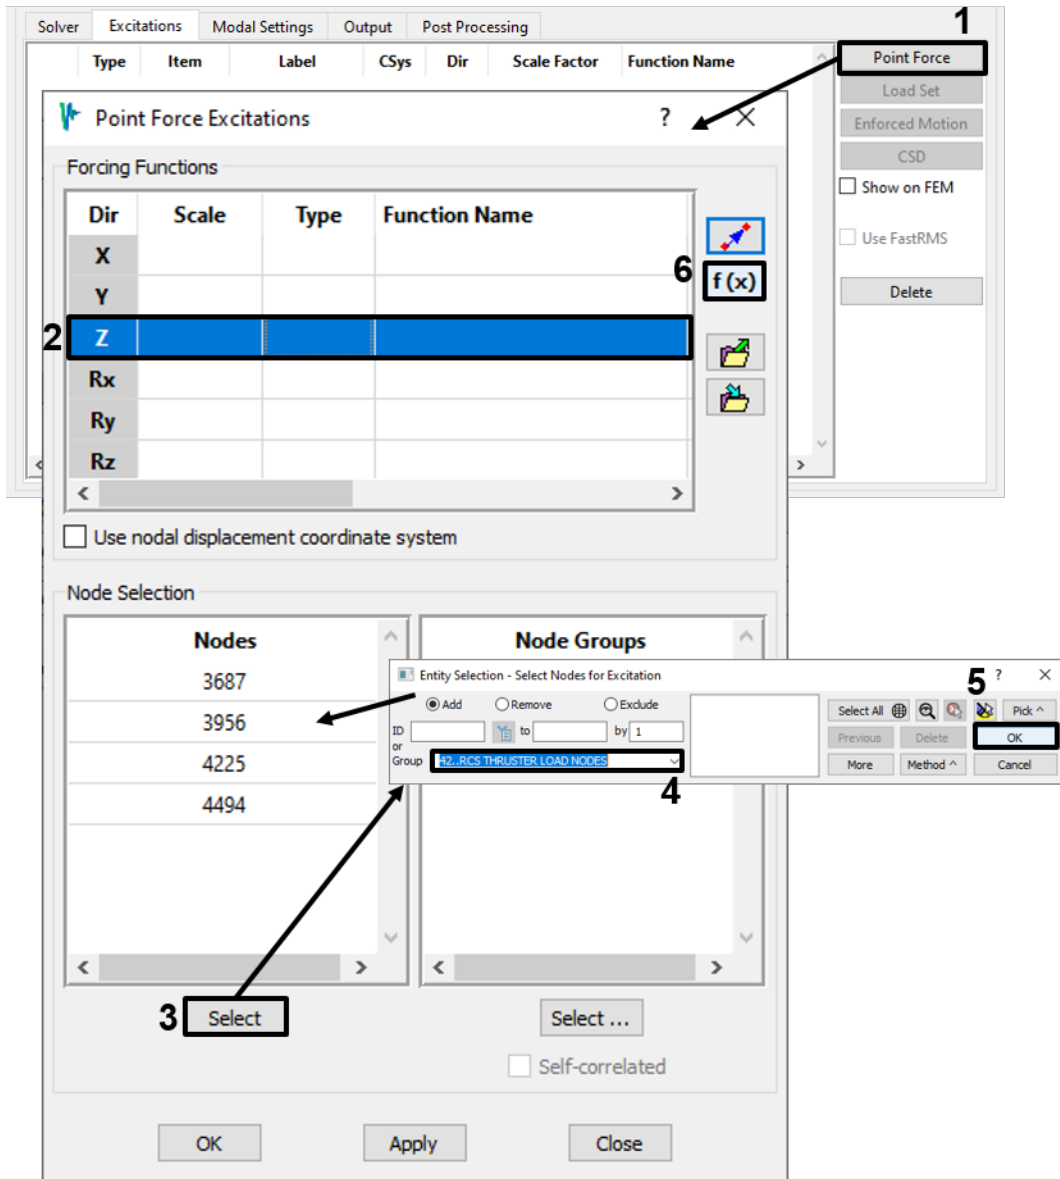 Solver Excitations Modal Settings Output Post Processing
1
Type Item Label CSys Dir Scale Factor Function Name
Point Force
Load Set
Enforced Motion
CSD
Show on FEM
Use FastRMS
Delete
Point Force Excitations ? X
Forcing Functions
Dir Scale Type Function Name
X
Y
2 Z
Rx
Ry
Rz
6 f (x)
Use nodal displacement coordinate system
Node Selection
Nodes
3687
3956
4225
4494
Node Groups
Entity Selection - Select Nodes for Excitation 5 ? X
Add Remove Exclude
ID to by 1
or
Group 42..RCS THRUSTER LOAD NODES
4
Select All Pick ^
Previous Delete OK
More Method ^ Cancel
3 Select
Select ...
Self-correlated
OK Apply Close